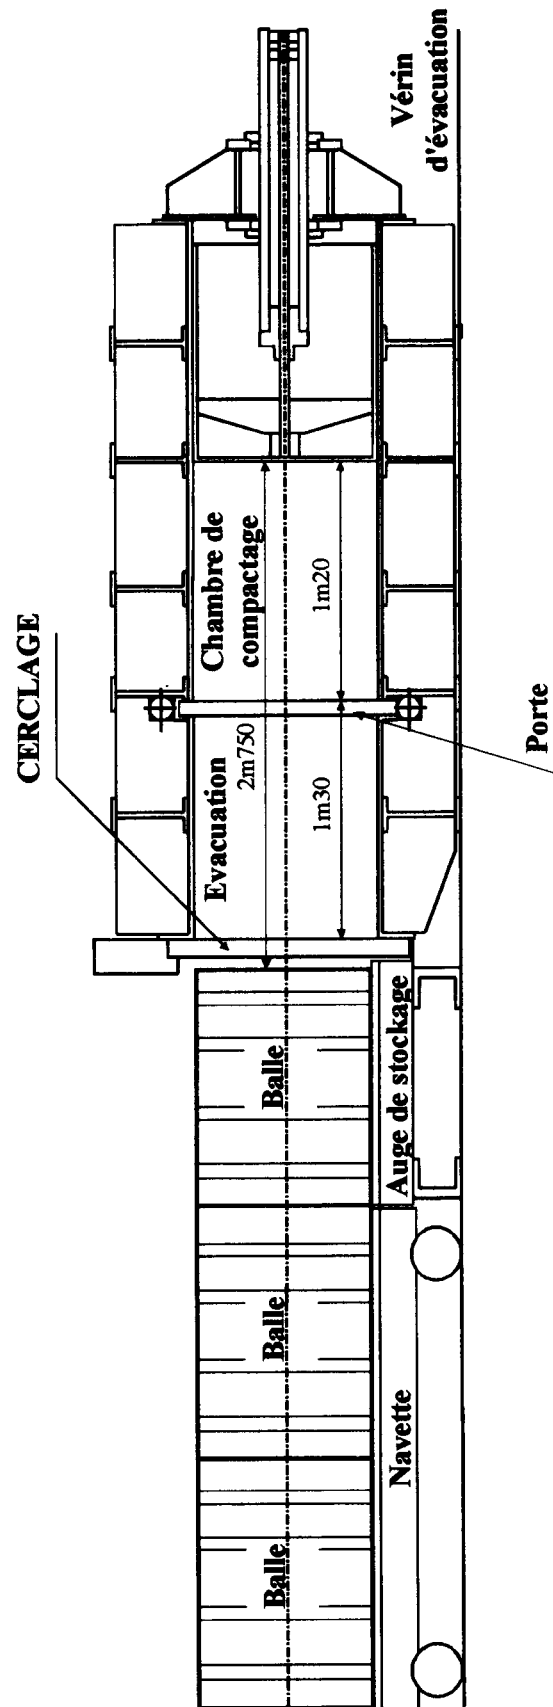 CERCLAGE
Balle
Balle
Balle
Evacuation
2m750
Chambre de
compactage
1m30
1m20
Navette
Auge de stockage
Porte
Vérin
d'évacuation